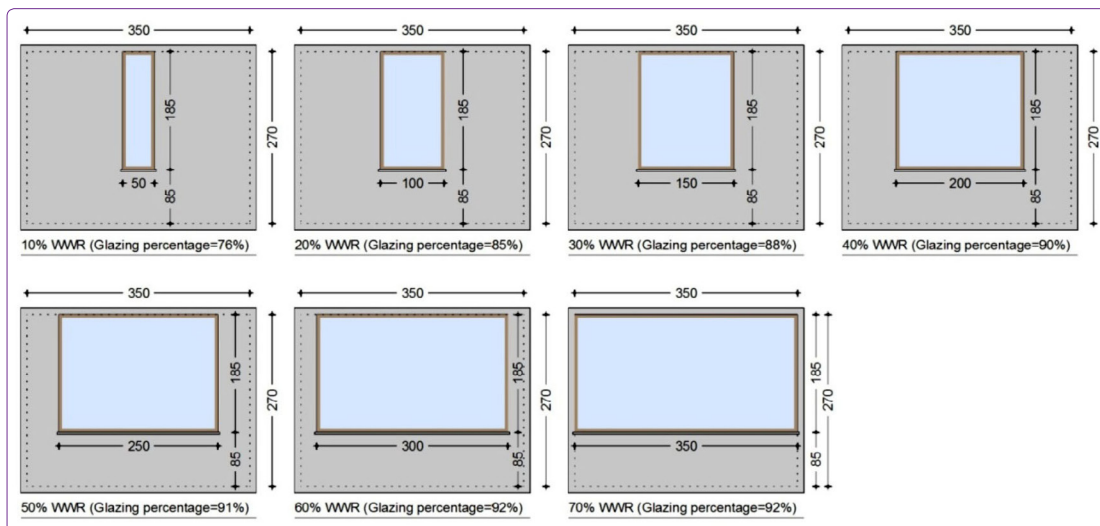 350 350 350 350
185 270 185 270 185 270 185 270
50 100 150 200
85 85 85 85
10% WWR (Glazing percentage=76%) 20% WWR (Glazing percentage=85%) 30% WWR (Glazing percentage=88%) 40% WWR (Glazing percentage=90%)
350 350 350
185 270 185 270 185 270
250 300 350
85 85 85
50% WWR (Glazing percentage=91%) 60% WWR (Glazing percentage=92%) 70% WWR (Glazing percentage=92%)